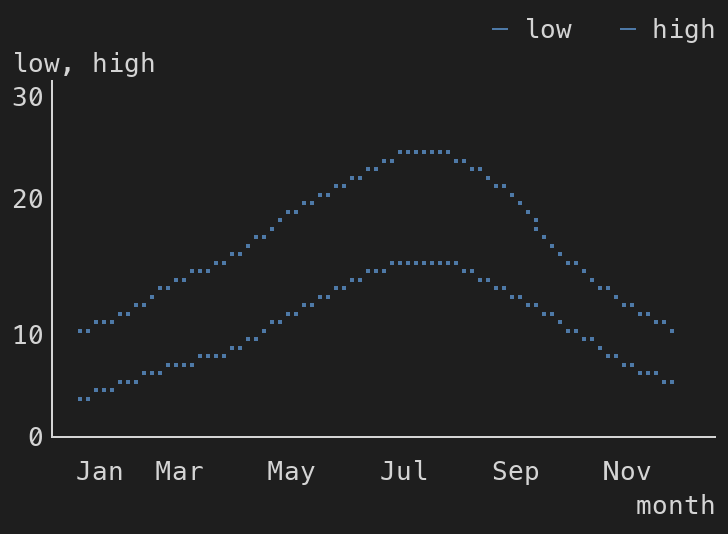 — low — high
low, high
30
20
10
0
Jan Mar May Jul Sep Nov
month